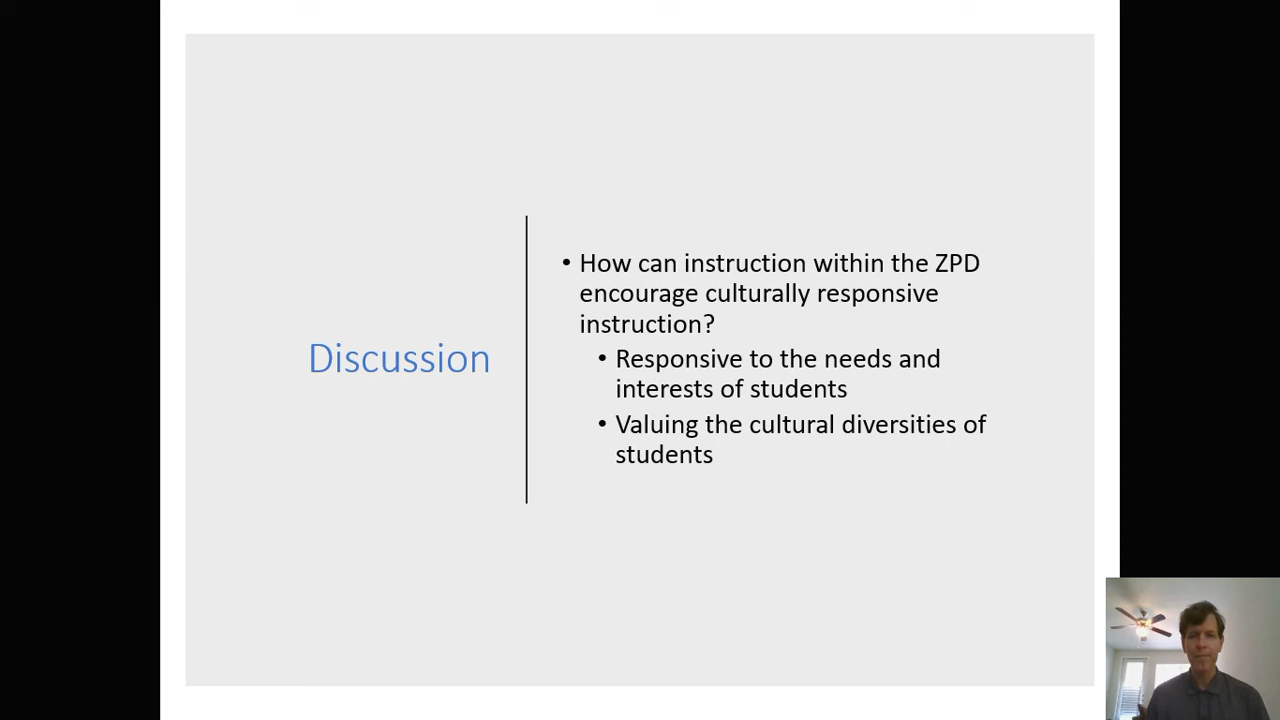 Discussion
• How can instruction within the ZPD
encourage culturally responsive
instruction?
• Responsive to the needs and
interests of students
• Valuing the cultural diversities of
students